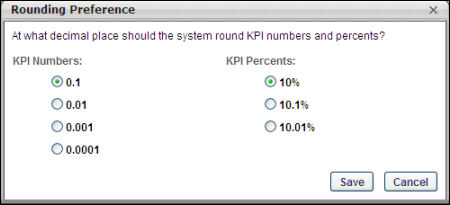 Rounding Preference
At what decimal place should the system round KPI numbers and percents?
KPI Numbers: KPI Percents:
0.1 10%
0.01 10.1%
0.001 10.01%
0.0001
Save Cancel